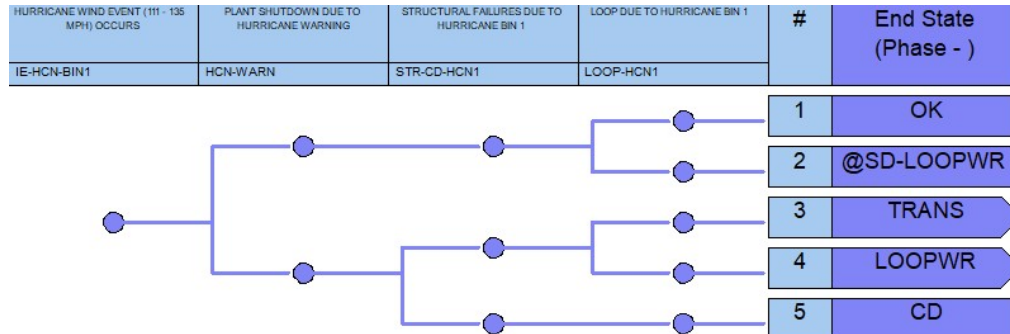 HURRICANE WIND EVENT (111 - 135
MPH) OCCURS
PLANT SHUTDOWN DUE TO
HURRICANE WARNING
STRUCTURAL FAILURES DUE TO
HURRICANE BIN 1
LOOP DUE TO HURRICANE BIN 1
#
End State
(Phase - )
IE-HCN-BIN1
HCN-WARN
STR-CD-HCN1
LOOP-HCN1
1 OK
2 @SD-LOOPWR
3 TRANS
4 LOOPWR
5 CD